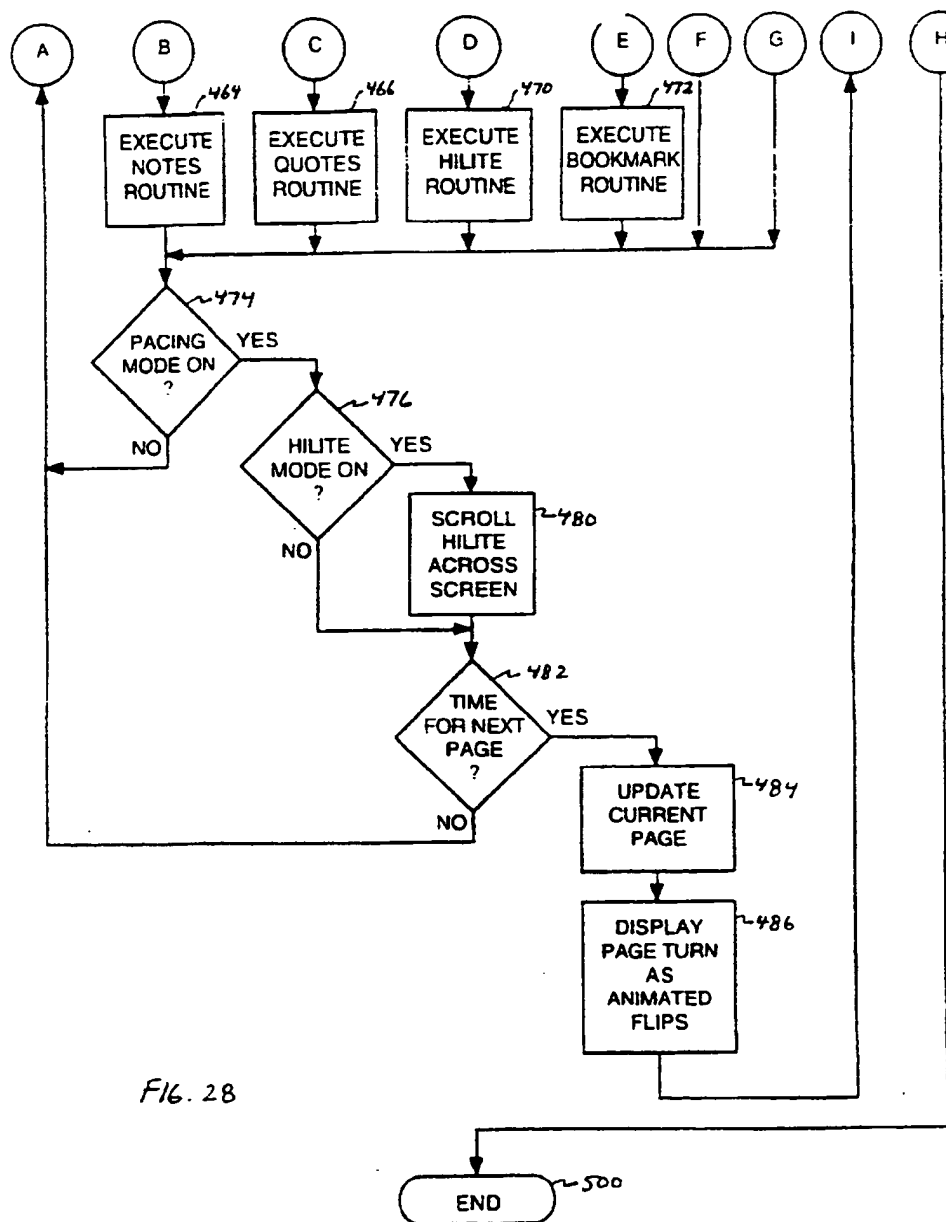 A B C D E F G I H
464 466 470 472
EXECUTE
NOTES
ROUTINE
EXECUTE
QUOTES
ROUTINE
EXECUTE
HILITE
ROUTINE
EXECUTE
BOOKMARK
ROUTINE
474
PACING
MODE ON
?
YES
NO
476
HILITE
MODE ON
?
YES
NO
480
SCROLL
HILITE
ACROSS
SCREEN
482
TIME
FOR NEXT
PAGE
?
YES
NO
484
UPDATE
CURRENT
PAGE
486
DISPLAY
PAGE TURN
AS
ANIMATED
FLIPS
FIG. 28
END
500